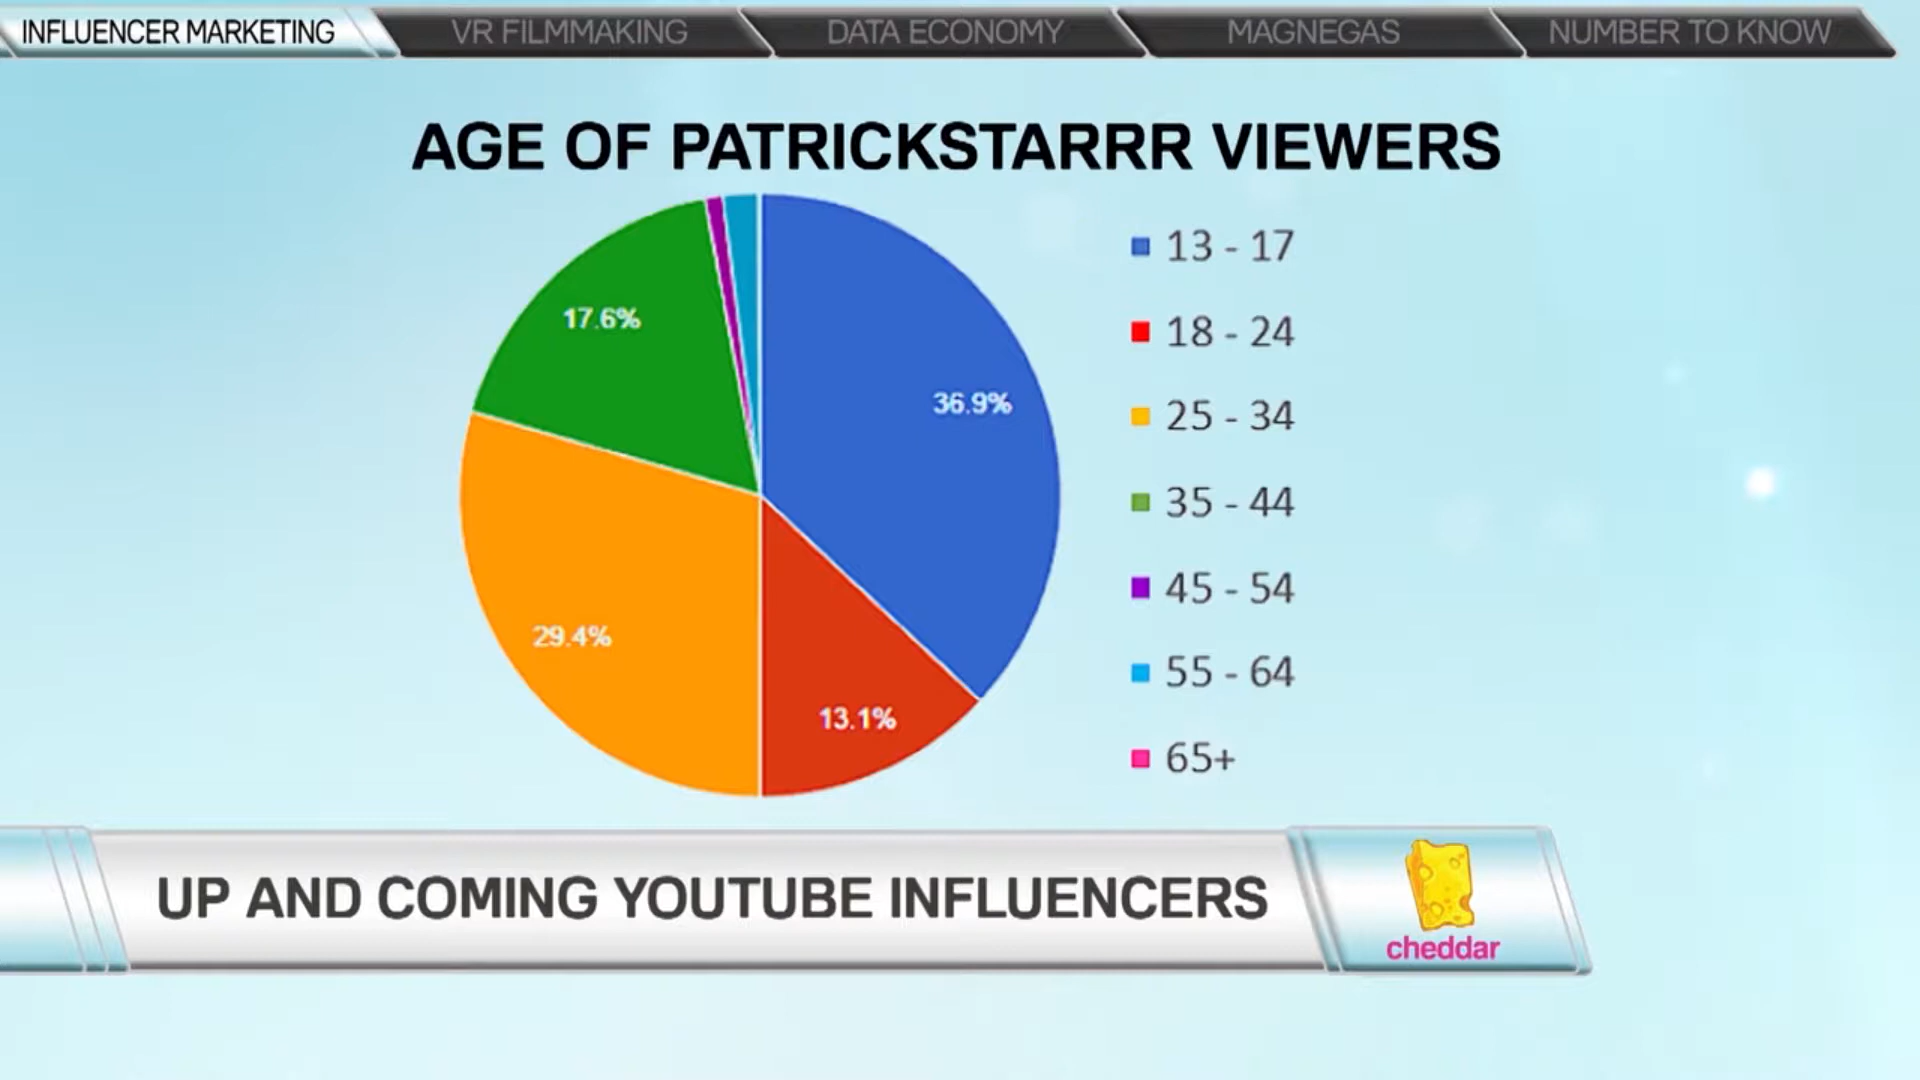 INFLUENCER MARKETING
VR FILMMAKING
DATA ECONOMY
MAGNEGAS
NUMBER TO KNOW
AGE OF PATRICKSTARRR VIEWERS
36.9%
13.1%
29.4%
17.6%
13 - 17
18 - 24
25 - 34
35 - 44
45 - 54
55 - 64
65+
UP AND COMING YOUTUBE INFLUENCERS
cheddar